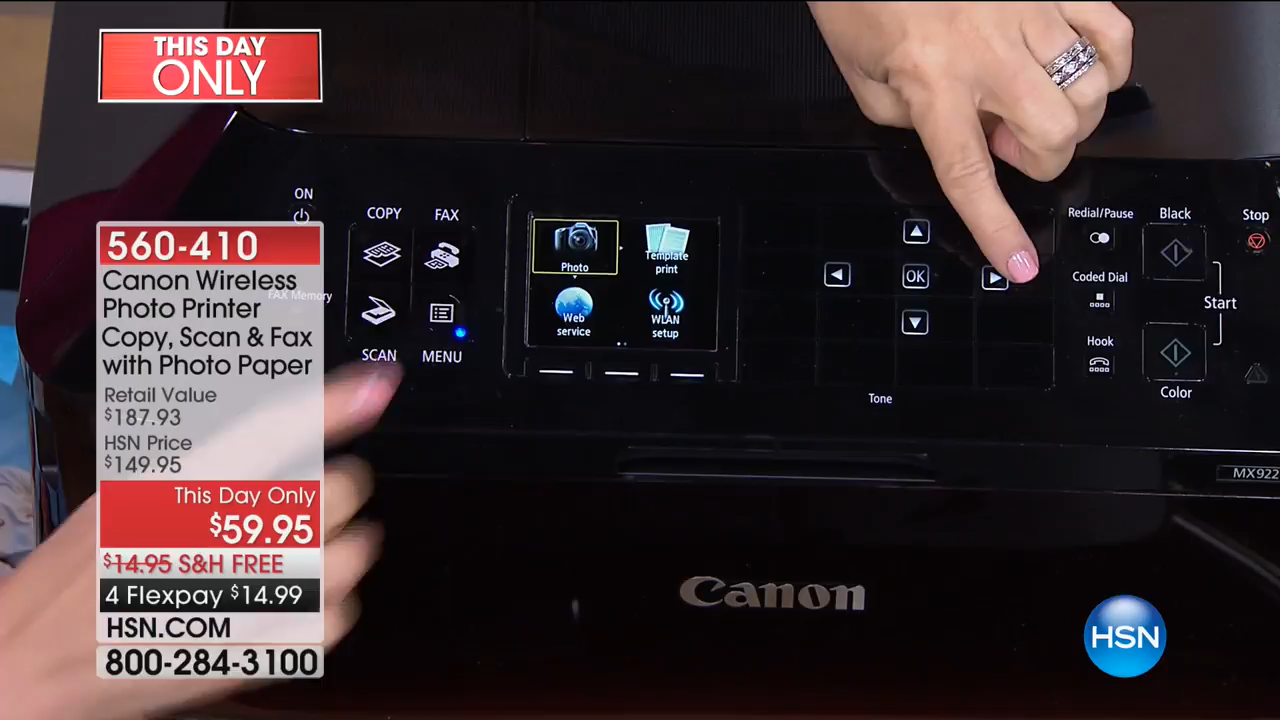 THIS DAY
ONLY
560-410
Canon Wireless
Photo Printer
Copy, Scan & Fax
with Photo Paper
Retail Value
$187.93
HSN Price
$149.95
This Day Only
$59.95
$14.95 S&H FREE
4 Flexpay $14.99
HSN.COM
800-284-3100
ON
FAX Memory
COPY
FAX
SCAN
MENU
Photo
Template
print
Web
service
WLAN
setup
OK
Tone
Redial/Pause
Coded Dial
Hook
Black
Start
Color
Stop
MX922
Canon
HSN